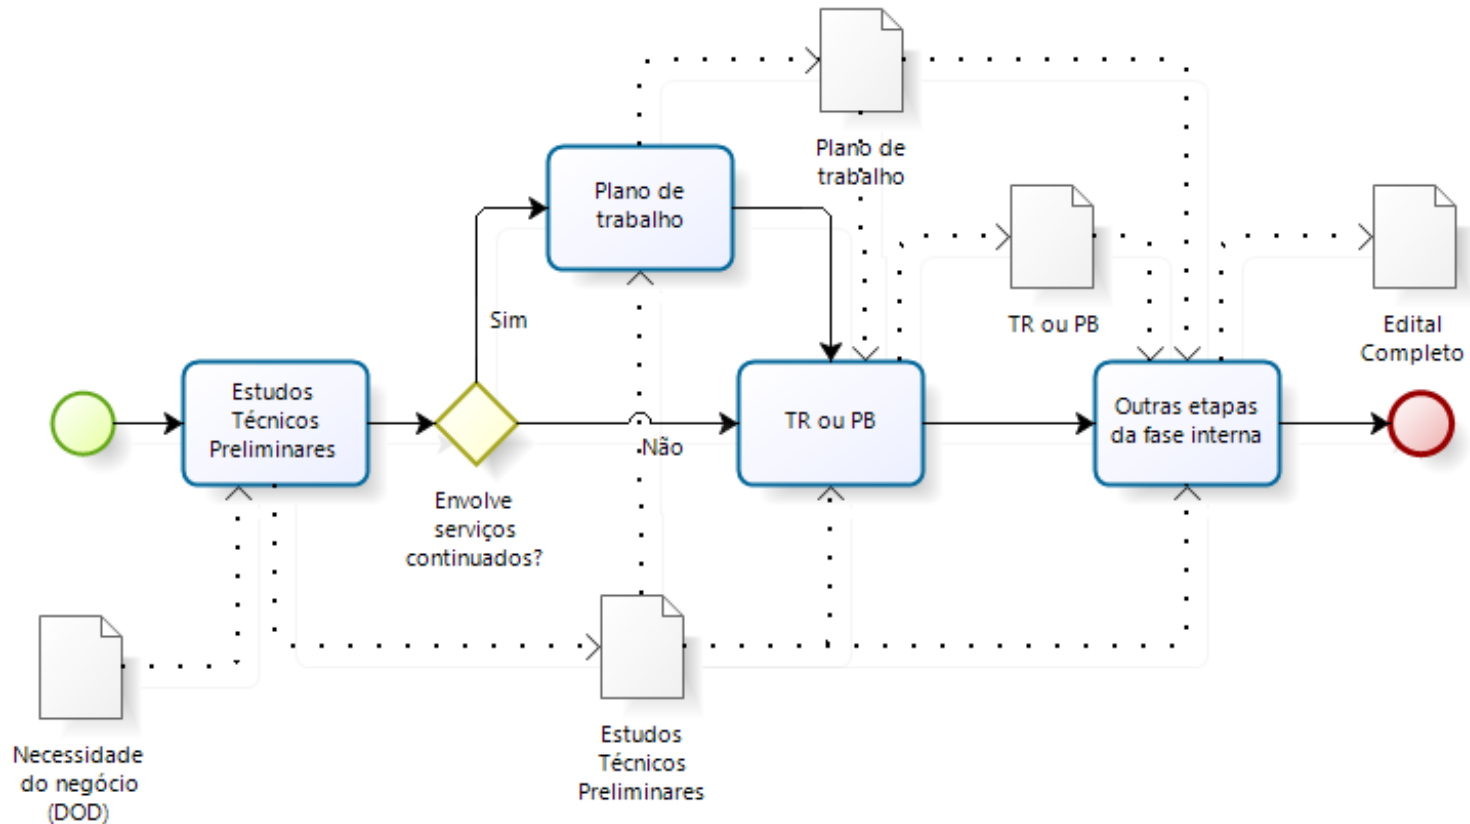 Plano de
trabalho
Plano de
trabalho
TR ou PB
Edital
Completo
Sim
Estudos
Técnicos
Preliminares
Não
TR ou PB
Outras etapas
da fase interna
Envolve
serviços
continuados?
Necessidade
do negócio
(DOD)
Estudos
Técnicos
Preliminares